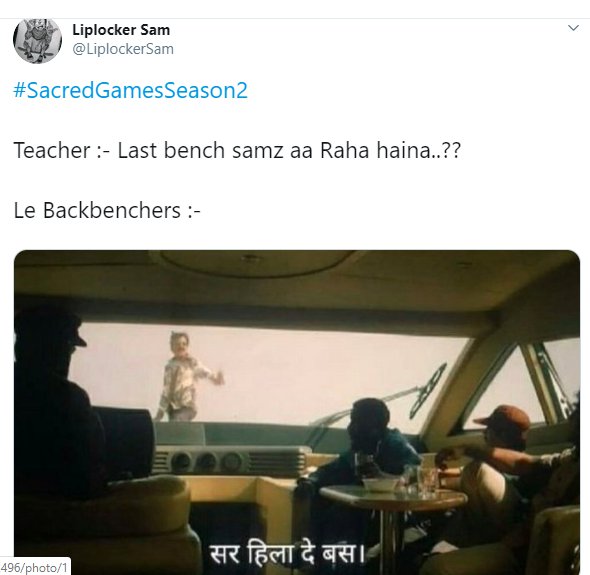 Liplocker Sam
@LiplockerSam
#SacredGamesSeason2
Teacher :- Last bench samz aa Raha haina..??
Le Backbenchers :-
सर हिला दे बस।
496/photo/1